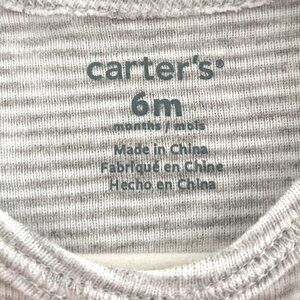 carter's®
6m
months / mois
Made in China
Fabriqué en Chine
Hecho en China